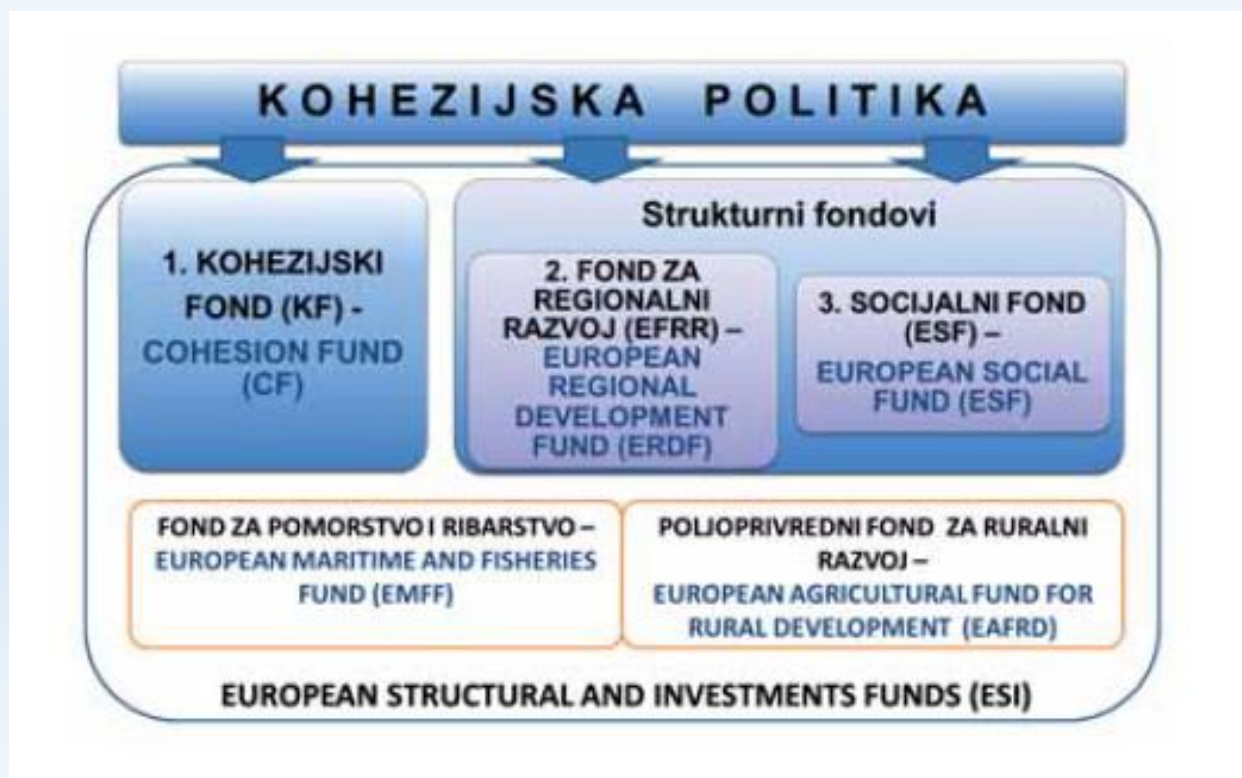 KOHEZIJSKA POLITIKA
1. KOHEZIJSKI
FOND (KF) -
COHESION FUND
(CF)
Strukturni fondovi
2. FOND ZA
REGIONALNI
RAZVOJ (EFRR) –
EUROPEAN
REGIONAL
DEVELOPMENT
FUND (ERDF)
3. SOCIJALNI FOND
(ESF) –
EUROPEAN SOCIAL
FUND (ESF)
FOND ZA POMORSTVO I RIBARSTVO –
EUROPEAN MARITIME AND FISHERIES
FUND (EMFF)
POLJOPRIVREDNI FOND ZA RURALNI
RAZVOJ –
EUROPEAN AGRICULTURAL FUND FOR
RURAL DEVELOPMENT (EAFRD)
EUROPEAN STRUCTURAL AND INVESTMENTS FUNDS (ESI)